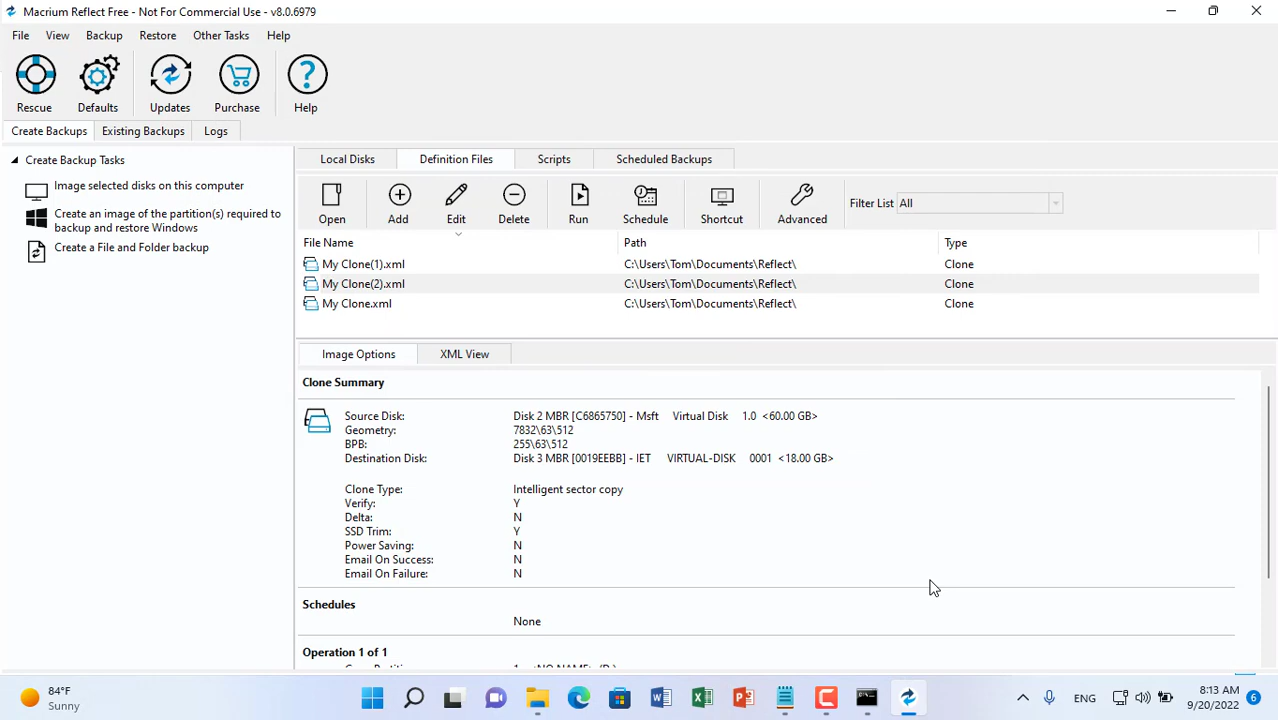 Macrium Reflect Free - Not For Commercial Use - v8.0.6979
File View Backup Restore Other Tasks Help
Rescue Defaults Updates Purchase Help
Create Backups Existing Backups Logs
Create Backup Tasks
Image selected disks on this computer
Create an image of the partition(s) required to
backup and restore Windows
Create a File and Folder backup
Local Disks Definition Files Scripts Scheduled Backups
Open Add Edit Delete Run Schedule Shortcut Advanced Filter List All
File Name Path Type
My Clone(1).xml C:\Users\Tom\Documents\Reflect\ Clone
My Clone(2).xml C:\Users\Tom\Documents\Reflect\ Clone
My Clone.xml C:\Users\Tom\Documents\Reflect\ Clone
Image Options XML View
Clone Summary
Source Disk: Disk 2 MBR [C6865750] - Msft Virtual Disk 1.0 <60.00 GB>
Geometry: 7832\63\512
BPB: 255\63\512
Destination Disk: Disk 3 MBR [0019EEBB] - IET VIRTUAL-DISK 0001 <18.00 GB>
Clone Type: Intelligent sector copy
Verify: Y
Delta: N
SSD Trim: Y
Power Saving: N
Email On Success: N
Email On Failure: N
Schedules
None
Operation 1 of 1
84°F
Sunny
ENG
8:13 AM
9/20/2022
6